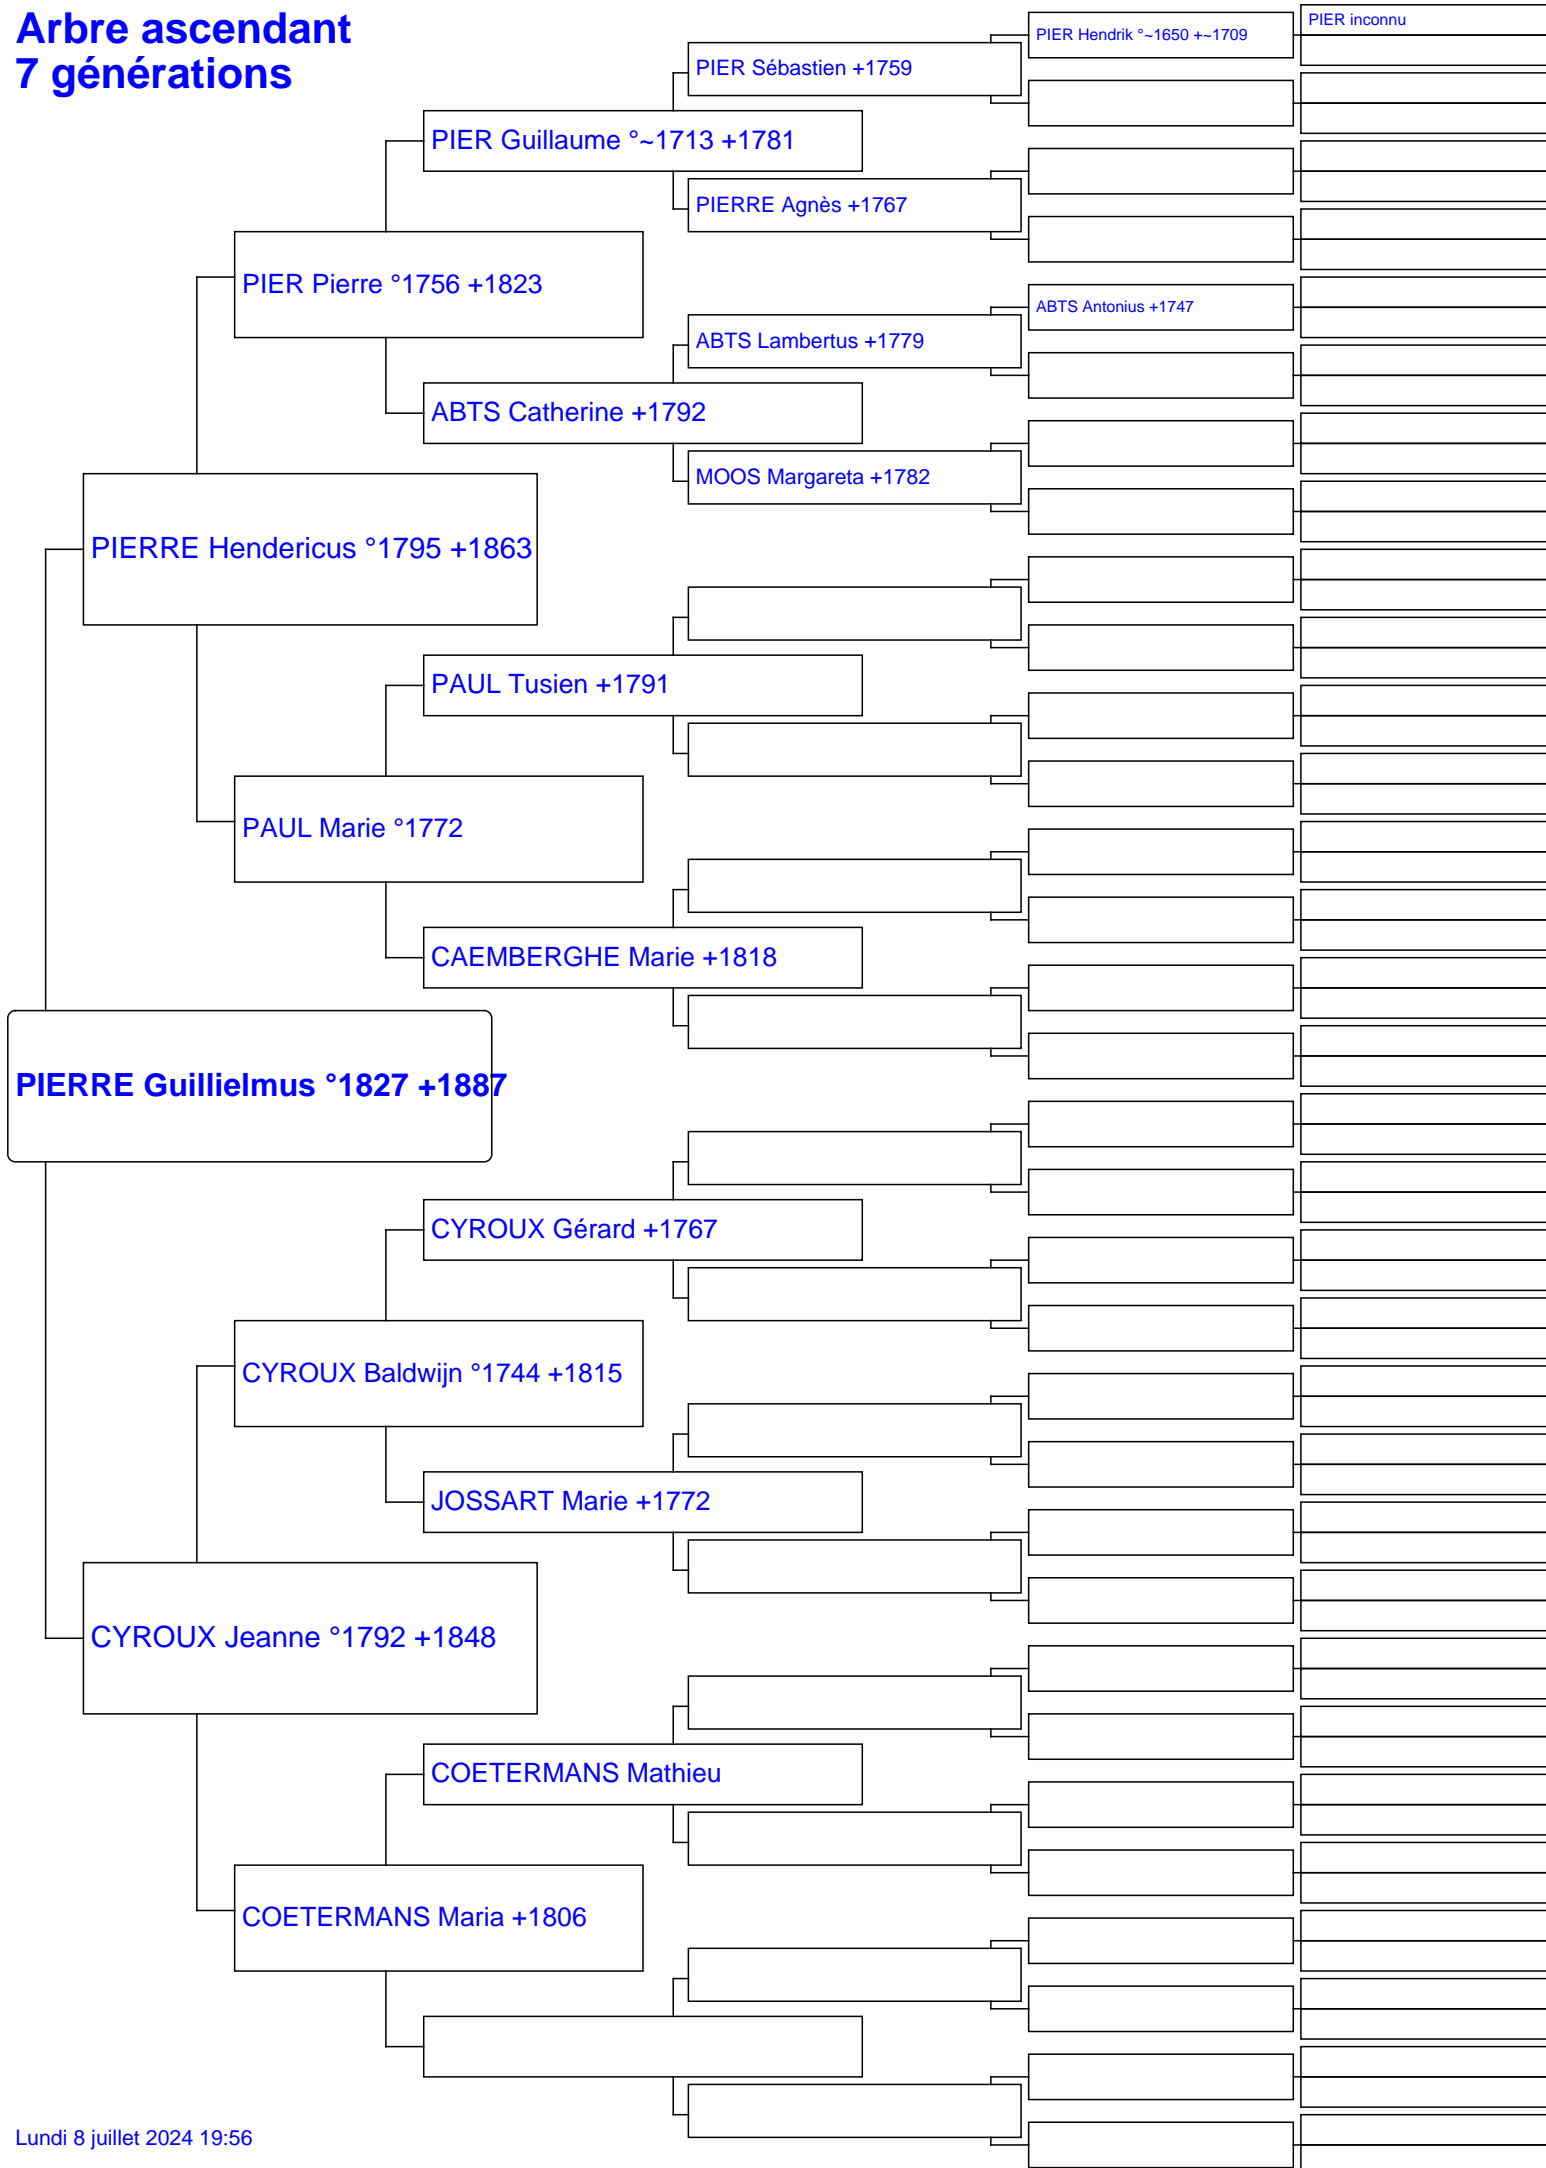 Arbre ascendant
7 générations
PIER Hendrik °~1650 +~1709
PIER inconnu
PIER Sébastien +1759
PIER Guillaume °~1713 +1781
PIERRE Agnès +1767
PIER Pierre °1756 +1823
ABTS Antonius +1747
ABTS Lambertus +1779
ABTS Catherine +1792
MOOS Margareta +1782
PIERRE Hendericus °1795 +1863
PAUL Tusien +1791
PAUL Marie °1772
CAEMBERGHE Marie +1818
PIERRE Guillielmus °1827 +1887
CYROUX Gérard +1767
CYROUX Baldwijn °1744 +1815
JOSSART Marie +1772
CYROUX Jeanne °1792 +1848
COETERMANS Mathieu
COETERMANS Maria +1806
Lundi 8 juillet 2024 19:56